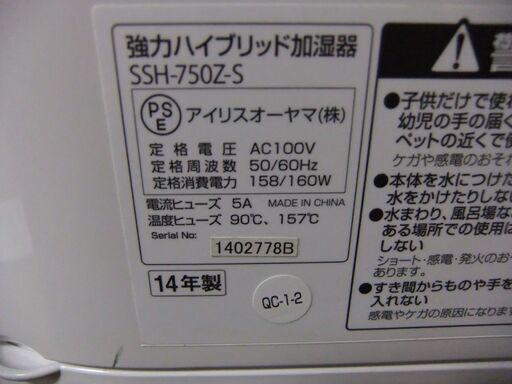 強力ハイブリッド加湿器
SSH-750Z-S
PS
E
アイリスオーヤマ(株)
定格電圧 AC100V
定格周波数 50/60Hz
定格消費電力 158/160W
電流ヒューズ 5A MADE IN CHINA
温度ヒューズ 90℃、157℃
Serial No:
1402778B
14年製
QC-1-2
●子供だけで使わ
幼児の手の届く
ペットの近くで使
ケガや感電のおそれ
●本体を水につけた
水をかけたりしな
●水まわり、風呂場な
ある場所での使用は
しない
ショート・感電・発火のおそ
あります。
●すき間からものや手を
入れない
感電やケガの原因になりま